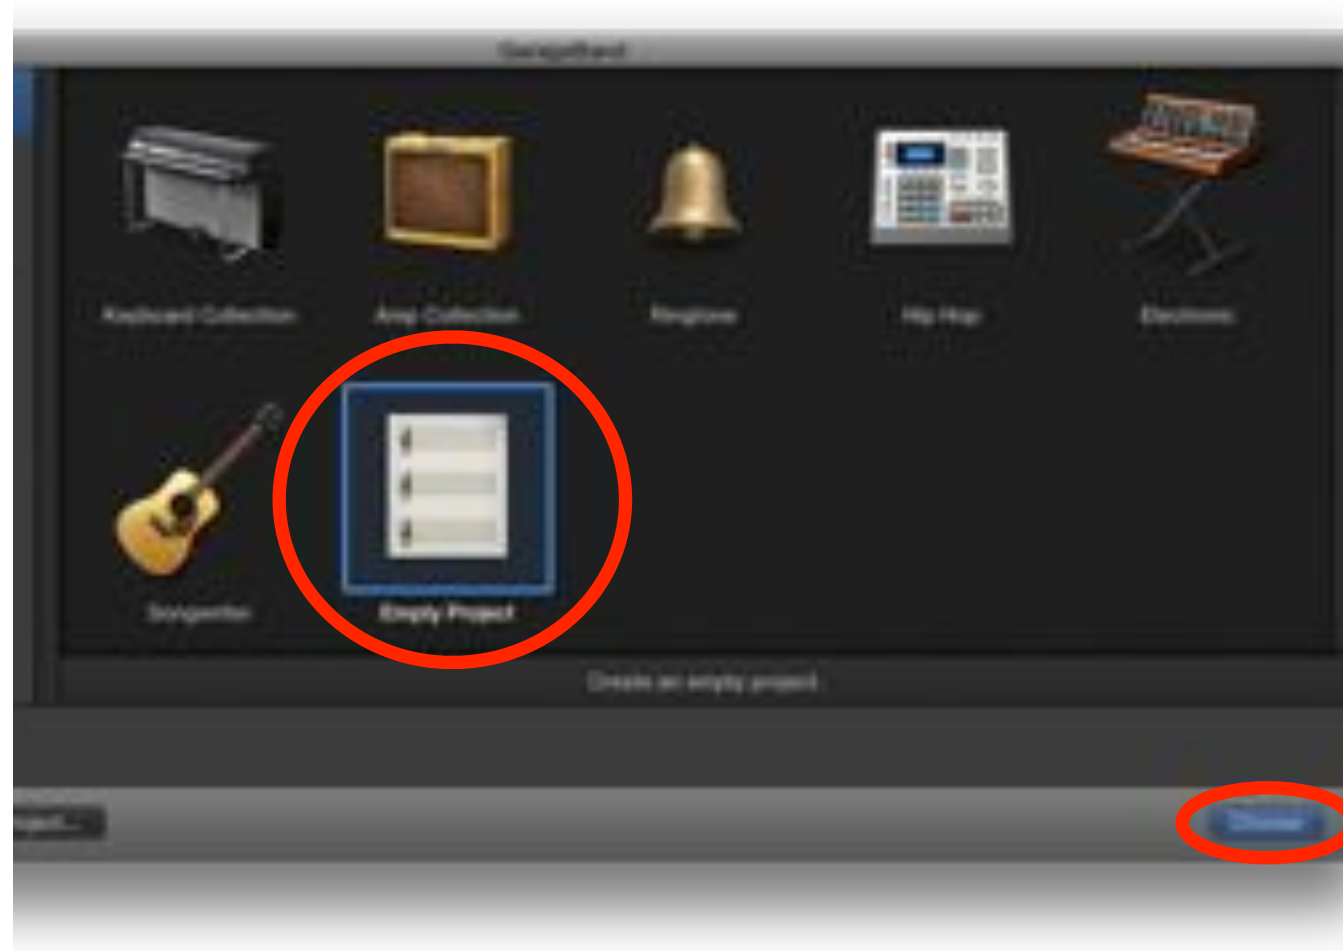 GarageBand
Keyboard Collection
Amp Collection
Ringtone
Hip Hop
Electronic
Songwriter
Empty Project
Create an empty project
Choose